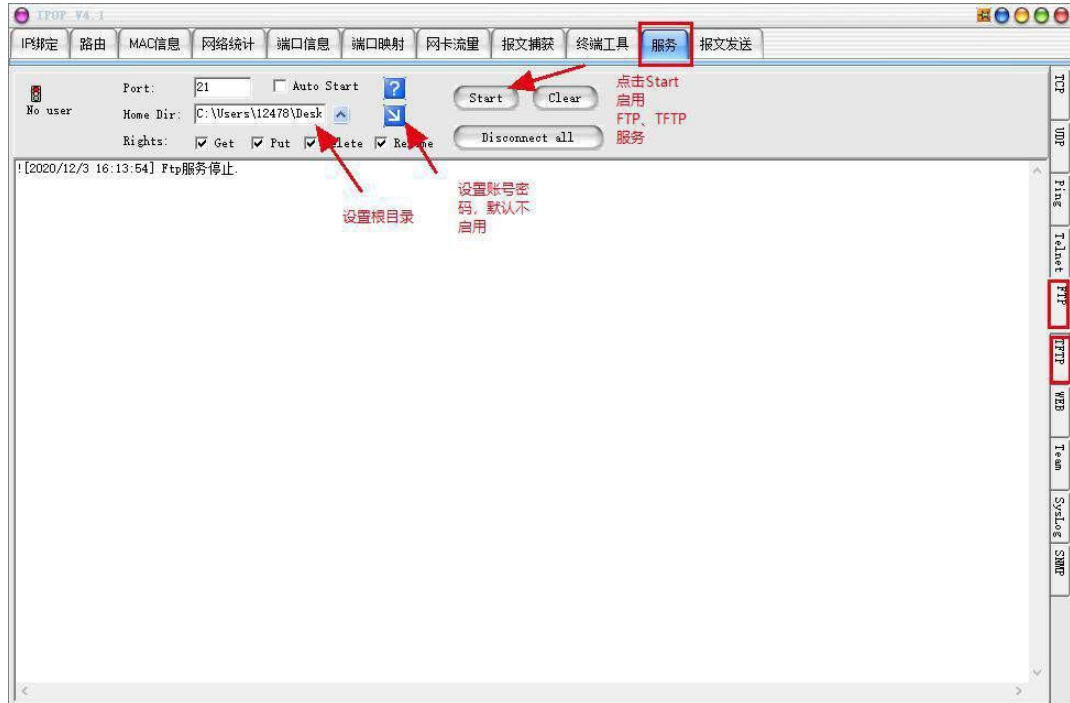 IPOP V4.1
IP绑定 路由 MAC信息 网络统计 端口信息 端口映射 网卡流量 报文捕获 终端工具 服务 报文发送
Port: 21 Auto Start ? Start Clear
No user
Home Dir: C:\Users\12478\Desk
Rights: Get Put Delete Rename Disconnect all
点击Start
启用
FTP、TFTP
服务
![2020/12/3 16:13:54] Ftp服务停止.
设置根目录
设置账号密
码，默认不
启用
TCP
UDP
Ping
Telnet
FTP
TFTP
WEB
Team
SysLog
SNMP